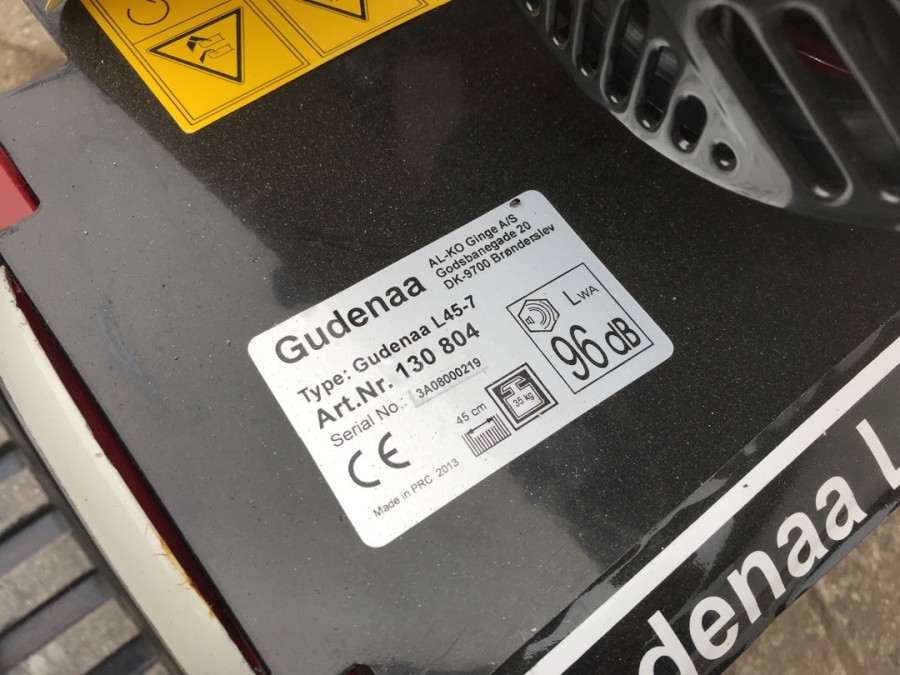 Gudenaa
AL-KO Ginge A/S
Godsbanegade 20
DK-9700 Brønderslev
Type: Gudenaa L45-7
Art.Nr. 130 804
Serial No.: 3A08000219
LWA
96 dB
CE
45 cm
35 kg
Made in PRC 2013
denaa L